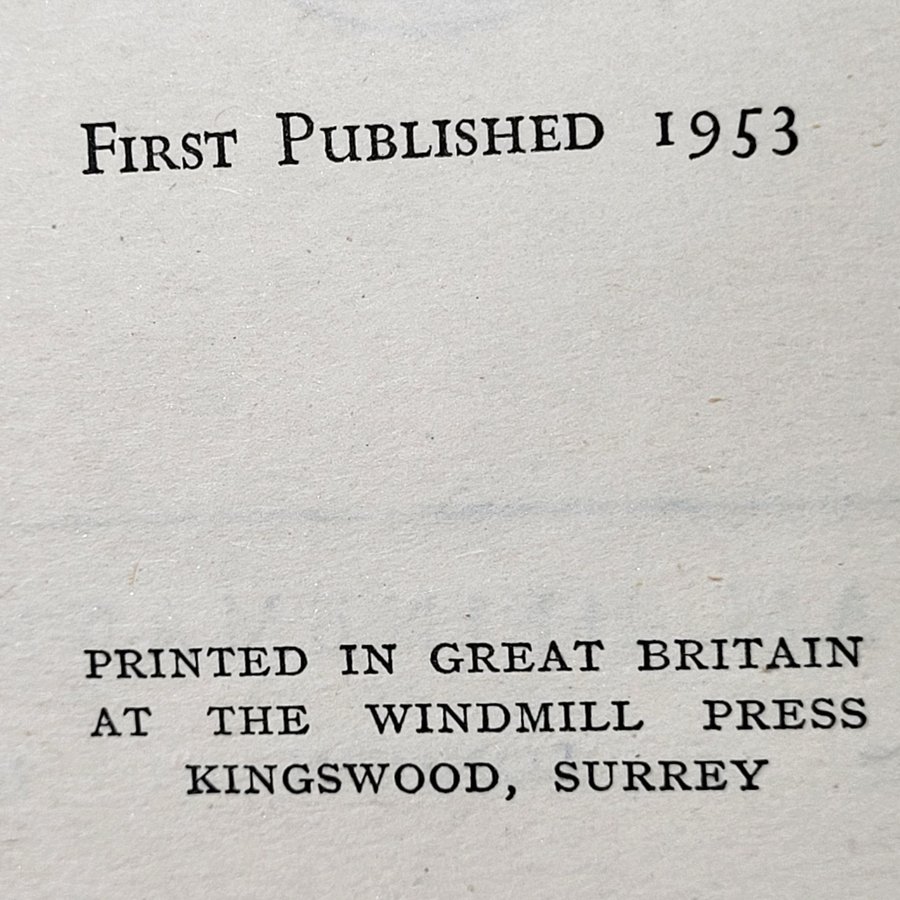 First Published 1953
PRINTED IN GREAT BRITAIN
AT THE WINDMILL PRESS
KINGSWOOD, SURREY